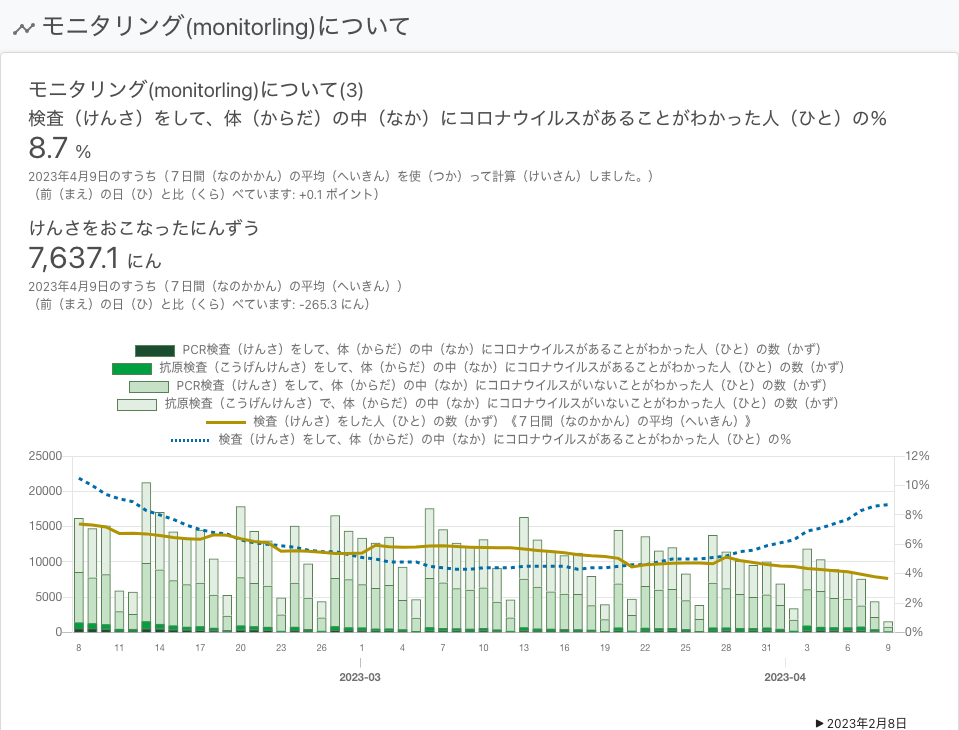 モニタリング(monitorling)について
モニタリング(monitorling)について(3)
検査（けんさ）をして、体（からだ）の中（なか）にコロナウイルスがあることがわかった人（ひと）の%
8.7 %
2023年4月9日のすうち（７日間（なのかかん）の平均（へいきん）を使（つか）って計算（けいさん）しました。）
（前（まえ）の日（ひ）と比（くら）べています: +0.1 ポイント）
けんさをおこなったにんずう
7,637.1 にん
2023年4月9日のすうち（７日間（なのかかん）の平均（へいきん））
（前（まえ）の日（ひ）と比（くら）べています: -265.3 にん）
PCR検査（けんさ）をして、体（からだ）の中（なか）にコロナウイルスがあることがわかった人（ひと）の数（かず）
抗原検査（こうげんけんさ）をして、体（からだ）の中（なか）にコロナウイルスがあることがわかった人（ひと）の数（かず）
PCR検査（けんさ）をして、体（からだ）の中（なか）にコロナウイルスがいないことがわかった人（ひと）の数（かず）
抗原検査（こうげんけんさ）で、体（からだ）の中（なか）にコロナウイルスがいないことがわかった人（ひと）の数（かず）
検査（けんさ）をした人（ひと）の数（かず）《７日間（なのかかん）の平均（へいきん）》
検査（けんさ）をして、体（からだ）の中（なか）にコロナウイルスがあることがわかった人（ひと）の%
25000 12%
20000 10%
15000 8%
10000 6%
5000 4%
0 2%
0%
8 11 14 17 20 23 26 1 4 7 10 13 16 19 22 25 28 31 3 6 9
2023-03 2023-04
▶ 2023年2月8日